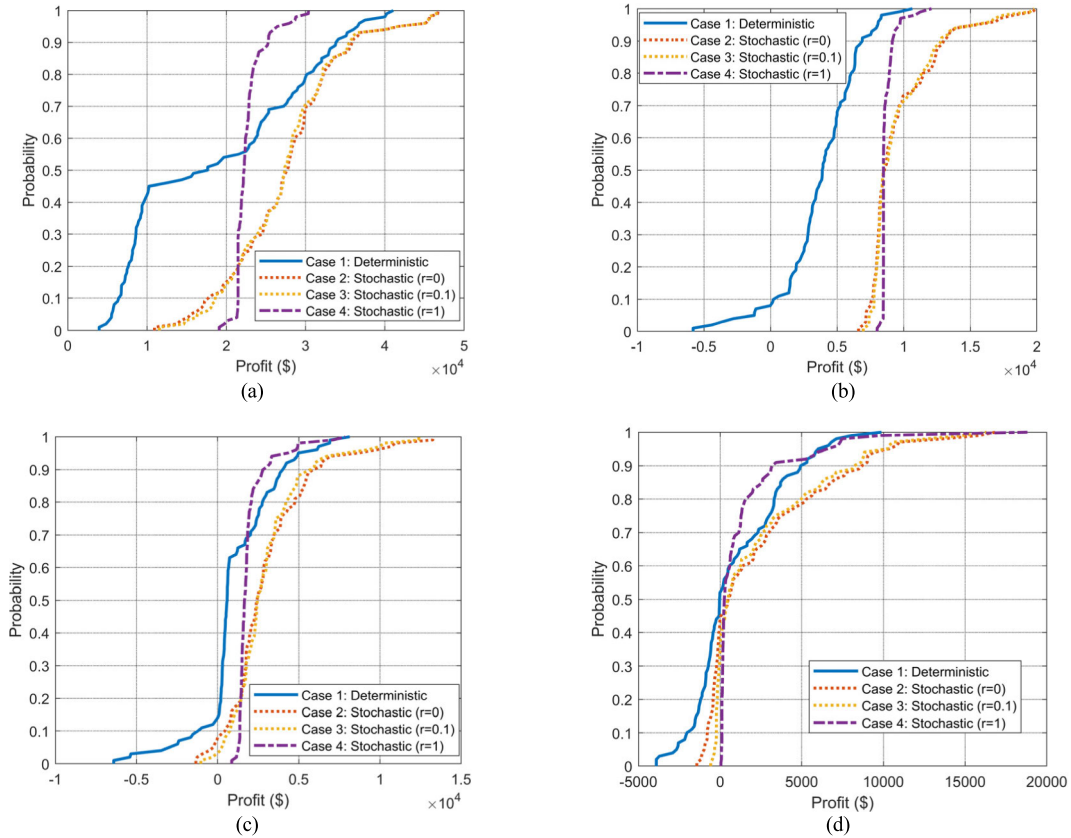 1
0.9
0.8
0.7
0.6
0.5
0.4
0.3
0.2
0.1
0
Probability
Case 1: Deterministic
Case 2: Stochastic (r=0)
Case 3: Stochastic (r=0.1)
Case 4: Stochastic (r=1)
0 1 2 3 4 5
Profit ($) ×10⁴
(a)
1
0.9
0.8
0.7
0.6
0.5
0.4
0.3
0.2
0.1
0
Probability
Case 1: Deterministic
Case 2: Stochastic (r=0)
Case 3: Stochastic (r=0.1)
Case 4: Stochastic (r=1)
-1 -0.5 0 0.5 1 1.5 2
Profit ($) ×10⁴
(b)
1
0.9
0.8
0.7
0.6
0.5
0.4
0.3
0.2
0.1
0
Probability
Case 1: Deterministic
Case 2: Stochastic (r=0)
Case 3: Stochastic (r=0.1)
Case 4: Stochastic (r=1)
-1 -0.5 0 0.5 1 1.5
Profit ($) ×10⁴
(c)
1
0.9
0.8
0.7
0.6
0.5
0.4
0.3
0.2
0.1
0
Probability
Case 1: Deterministic
Case 2: Stochastic (r=0)
Case 3: Stochastic (r=0.1)
Case 4: Stochastic (r=1)
-5000 0 5000 10000 15000 20000
Profit ($)
(d)